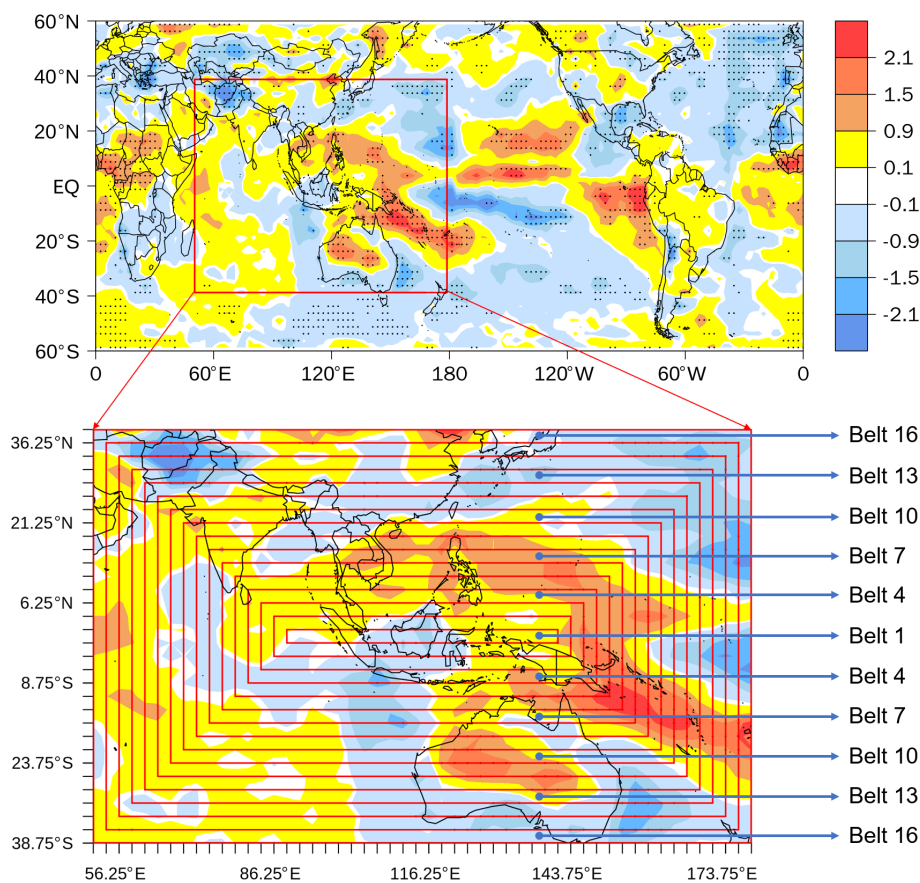 60°N
40°N
20°N
EQ
20°S
40°S
60°S
0 60°E 120°E 180 120°W 60°W 0
2.1
1.5
0.9
0.1
-0.1
-0.9
-1.5
-2.1
36.25°N
21.25°N
6.25°N
8.75°S
23.75°S
38.75°S
56.25°E 86.25°E 116.25°E 143.75°E 173.75°E
Belt 16
Belt 13
Belt 10
Belt 7
Belt 4
Belt 1
Belt 4
Belt 7
Belt 10
Belt 13
Belt 16